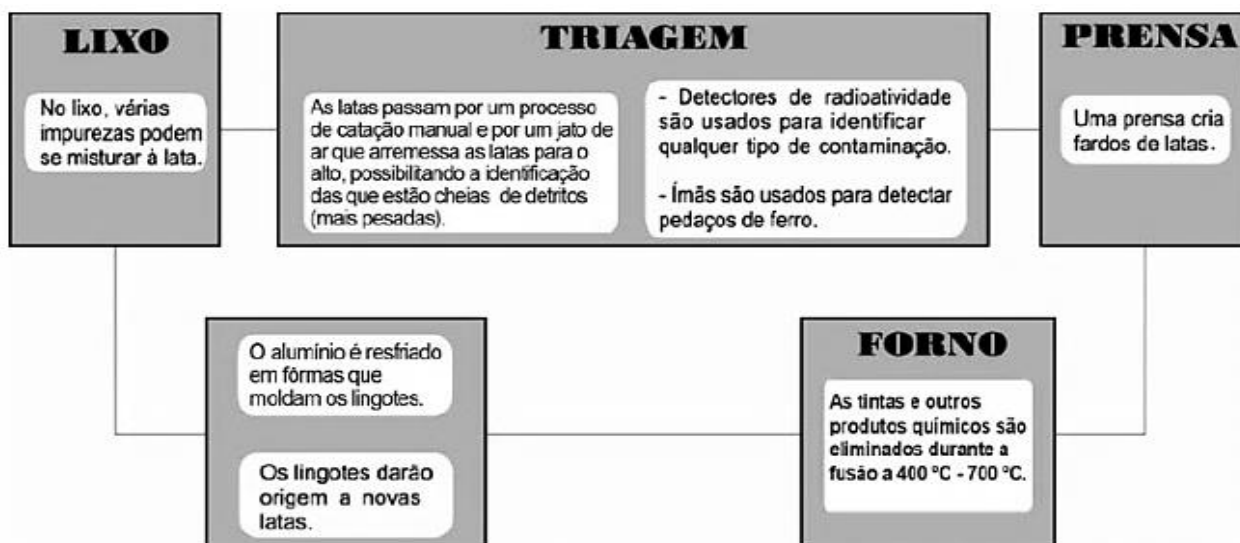 LIXO
No lixo, várias
impurezas podem
se misturar à lata.
TRIAGEM
As latas passam por um processo
de catação manual e por um jato de
ar que arremessa as latas para o
alto, possibilitando a identificação
das que estão cheias de detritos
(mais pesadas).
- Detectores de radioatividade
são usados para identificar
qualquer tipo de contaminação.
- Ímãs são usados para detectar
pedaços de ferro.
PRENSA
Uma prensa cria
fardos de latas.
FORNO
As tintas e outros
produtos químicos são
eliminados durante a
fusão a 400 ºC - 700 ºC.
O alumínio é resfriado
em fôrmas que
moldam os lingotes.
Os lingotes darão
origem a novas
latas.